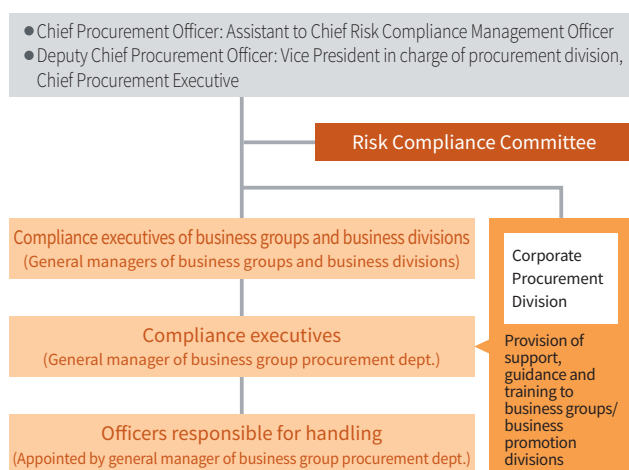 ● Chief Procurement Officer: Assistant to Chief Risk Compliance Management Officer
● Deputy Chief Procurement Officer: Vice President in charge of procurement division,
Chief Procurement Executive
Risk Compliance Committee
Compliance executives of business groups and business divisions
(General managers of business groups and business divisions)
Compliance executives
(General manager of business group procurement dept.)
Officers responsible for handling
(Appointed by general manager of business group procurement dept.)
Corporate
Procurement
Division
Provision of
support,
guidance and
training to
business groups/
business
promotion
divisions